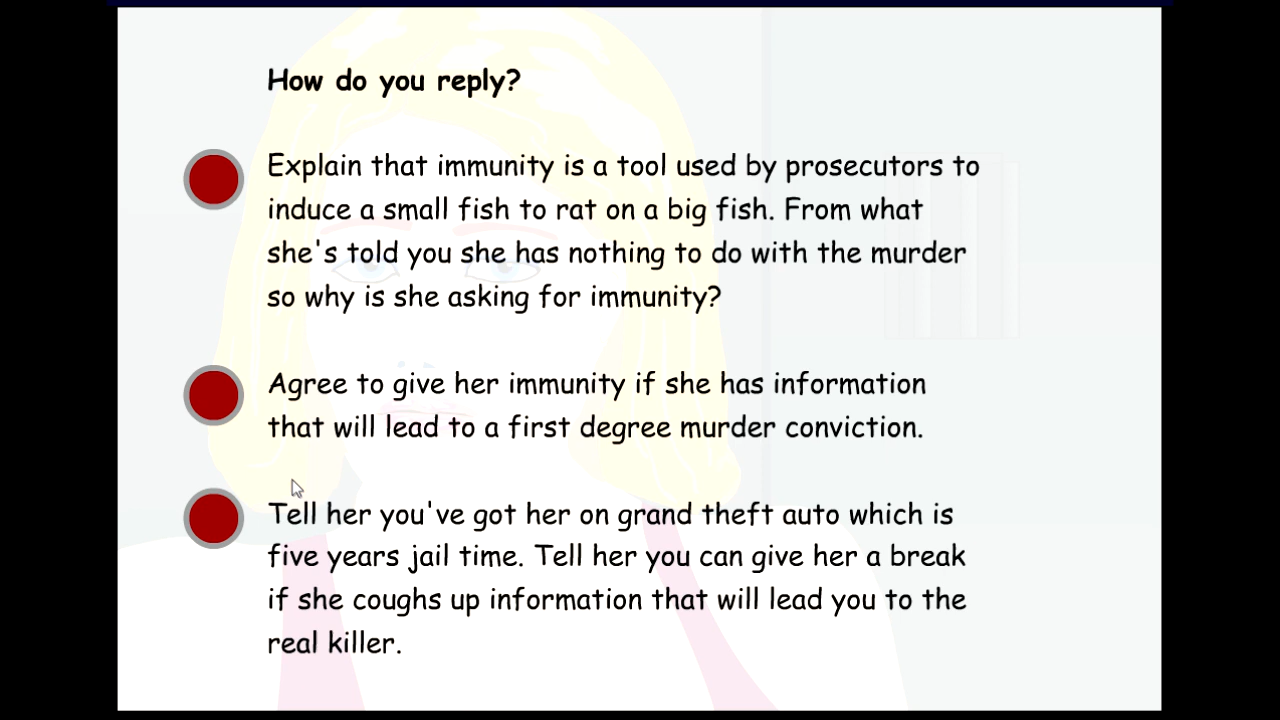 How do you reply?
Explain that immunity is a tool used by prosecutors to
induce a small fish to rat on a big fish. From what
she's told you she has nothing to do with the murder
so why is she asking for immunity?
Agree to give her immunity if she has information
that will lead to a first degree murder conviction.
Tell her you've got her on grand theft auto which is
five years jail time. Tell her you can give her a break
if she coughs up information that will lead you to the
real killer.